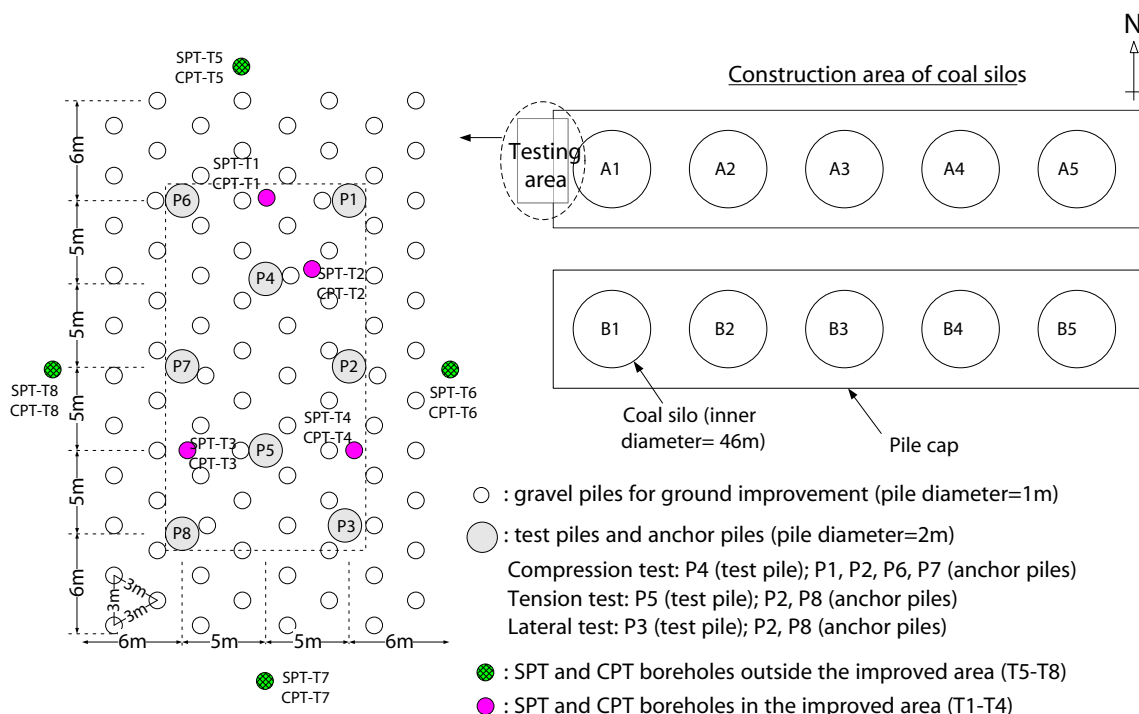 SPT-T5
CPT-T5
N
Construction area of coal silos
6m
SPT-T1
CPT-T1
Testing
area
A1
A2
A3
A4
A5
P6
P1
5m
P4
SPT-T2
CPT-T2
5m
B1
B2
B3
B4
B5
P7
P2
SPT-T8
CPT-T8
SPT-T6
CPT-T6
5m
Coal silo (inner
diameter= 46m)
Pile cap
SPT-T3
CPT-T3
SPT-T4
CPT-T4
P5
5m
: gravel piles for ground improvement (pile diameter=1m)
P8
P3
: test piles and anchor piles (pile diameter=2m)
Compression test: P4 (test pile); P1, P2, P6, P7 (anchor piles)
Tension test: P5 (test pile); P2, P8 (anchor piles)
Lateral test: P3 (test pile); P2, P8 (anchor piles)
6m
3m
3m
3m
6m
5m
5m
6m
SPT-T7
CPT-T7
: SPT and CPT boreholes outside the improved area (T5-T8)
: SPT and CPT boreholes in the improved area (T1-T4)